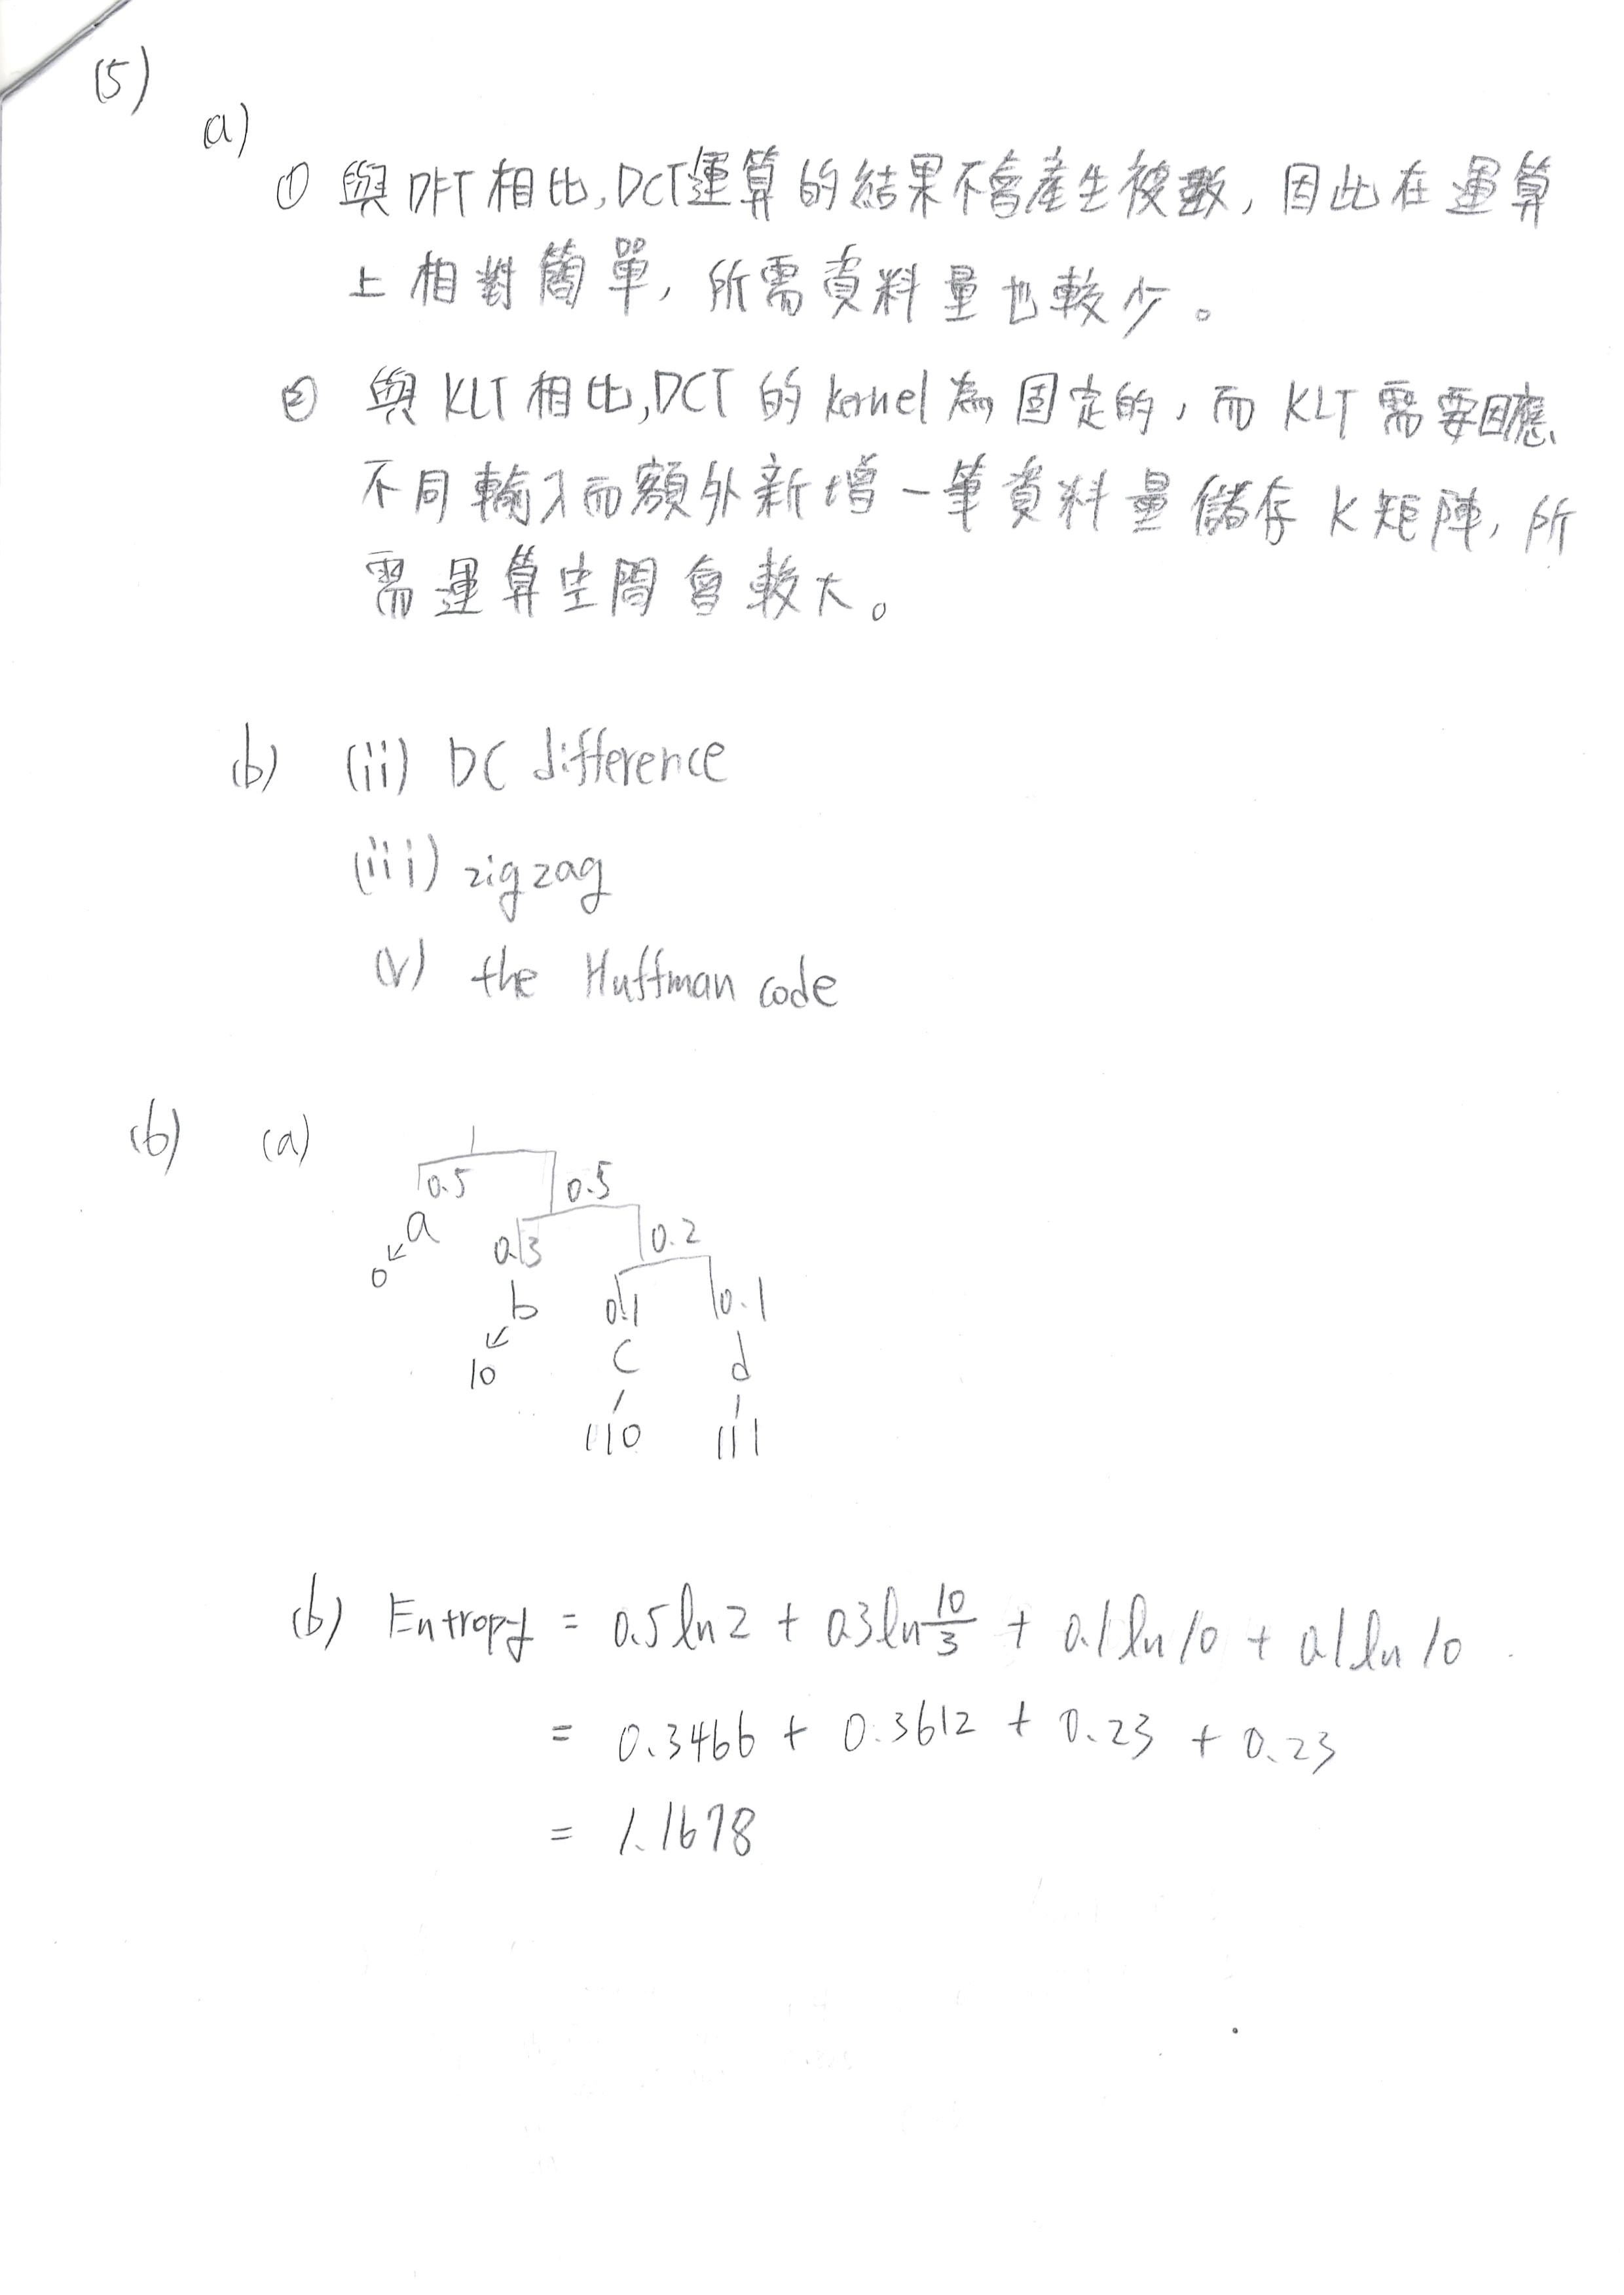 (5)
a)
① 與DFT相比,DCT運算的結果不會產生複數, 因此在運算
上相對簡單, 所需資料量也較少。
② 與KLT相比,DCT的kernel為固定的, 而KLT需要因應
不同輸入而額外新增一筆資料量儲存K矩陣, 所
需運算空間會較大。
b) (ii) DC difference
(iii) zigzag
(v) the Huffman code
(6) (a)
0.5 0.5
a 0.3 0.2
0 b 0.1 0.1
10 c d
110 111
(b) Entropy = 0.5 ln 2 + 0.3 ln 10/3 + 0.1 ln 10 + 0.1 ln 10
= 0.3466 + 0.3612 + 0.23 + 0.23
= 1.1678